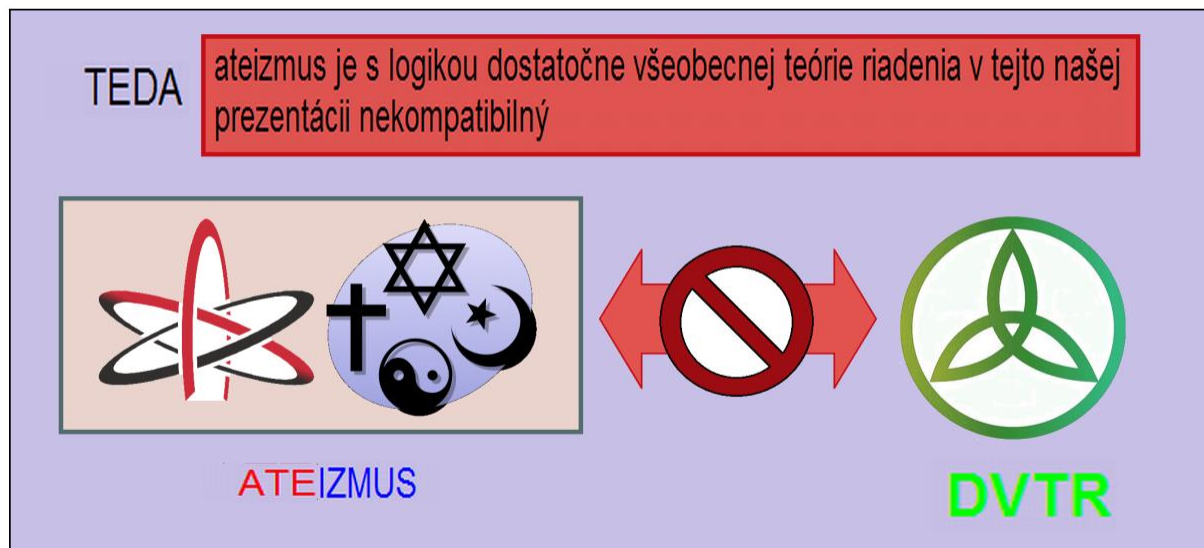 TEDA
ateizmus je s logikou dostatočne všeobecnej teórie riadenia v tejto našej
prezentácii nekompatibilný
ATEIZMUS
DVTR